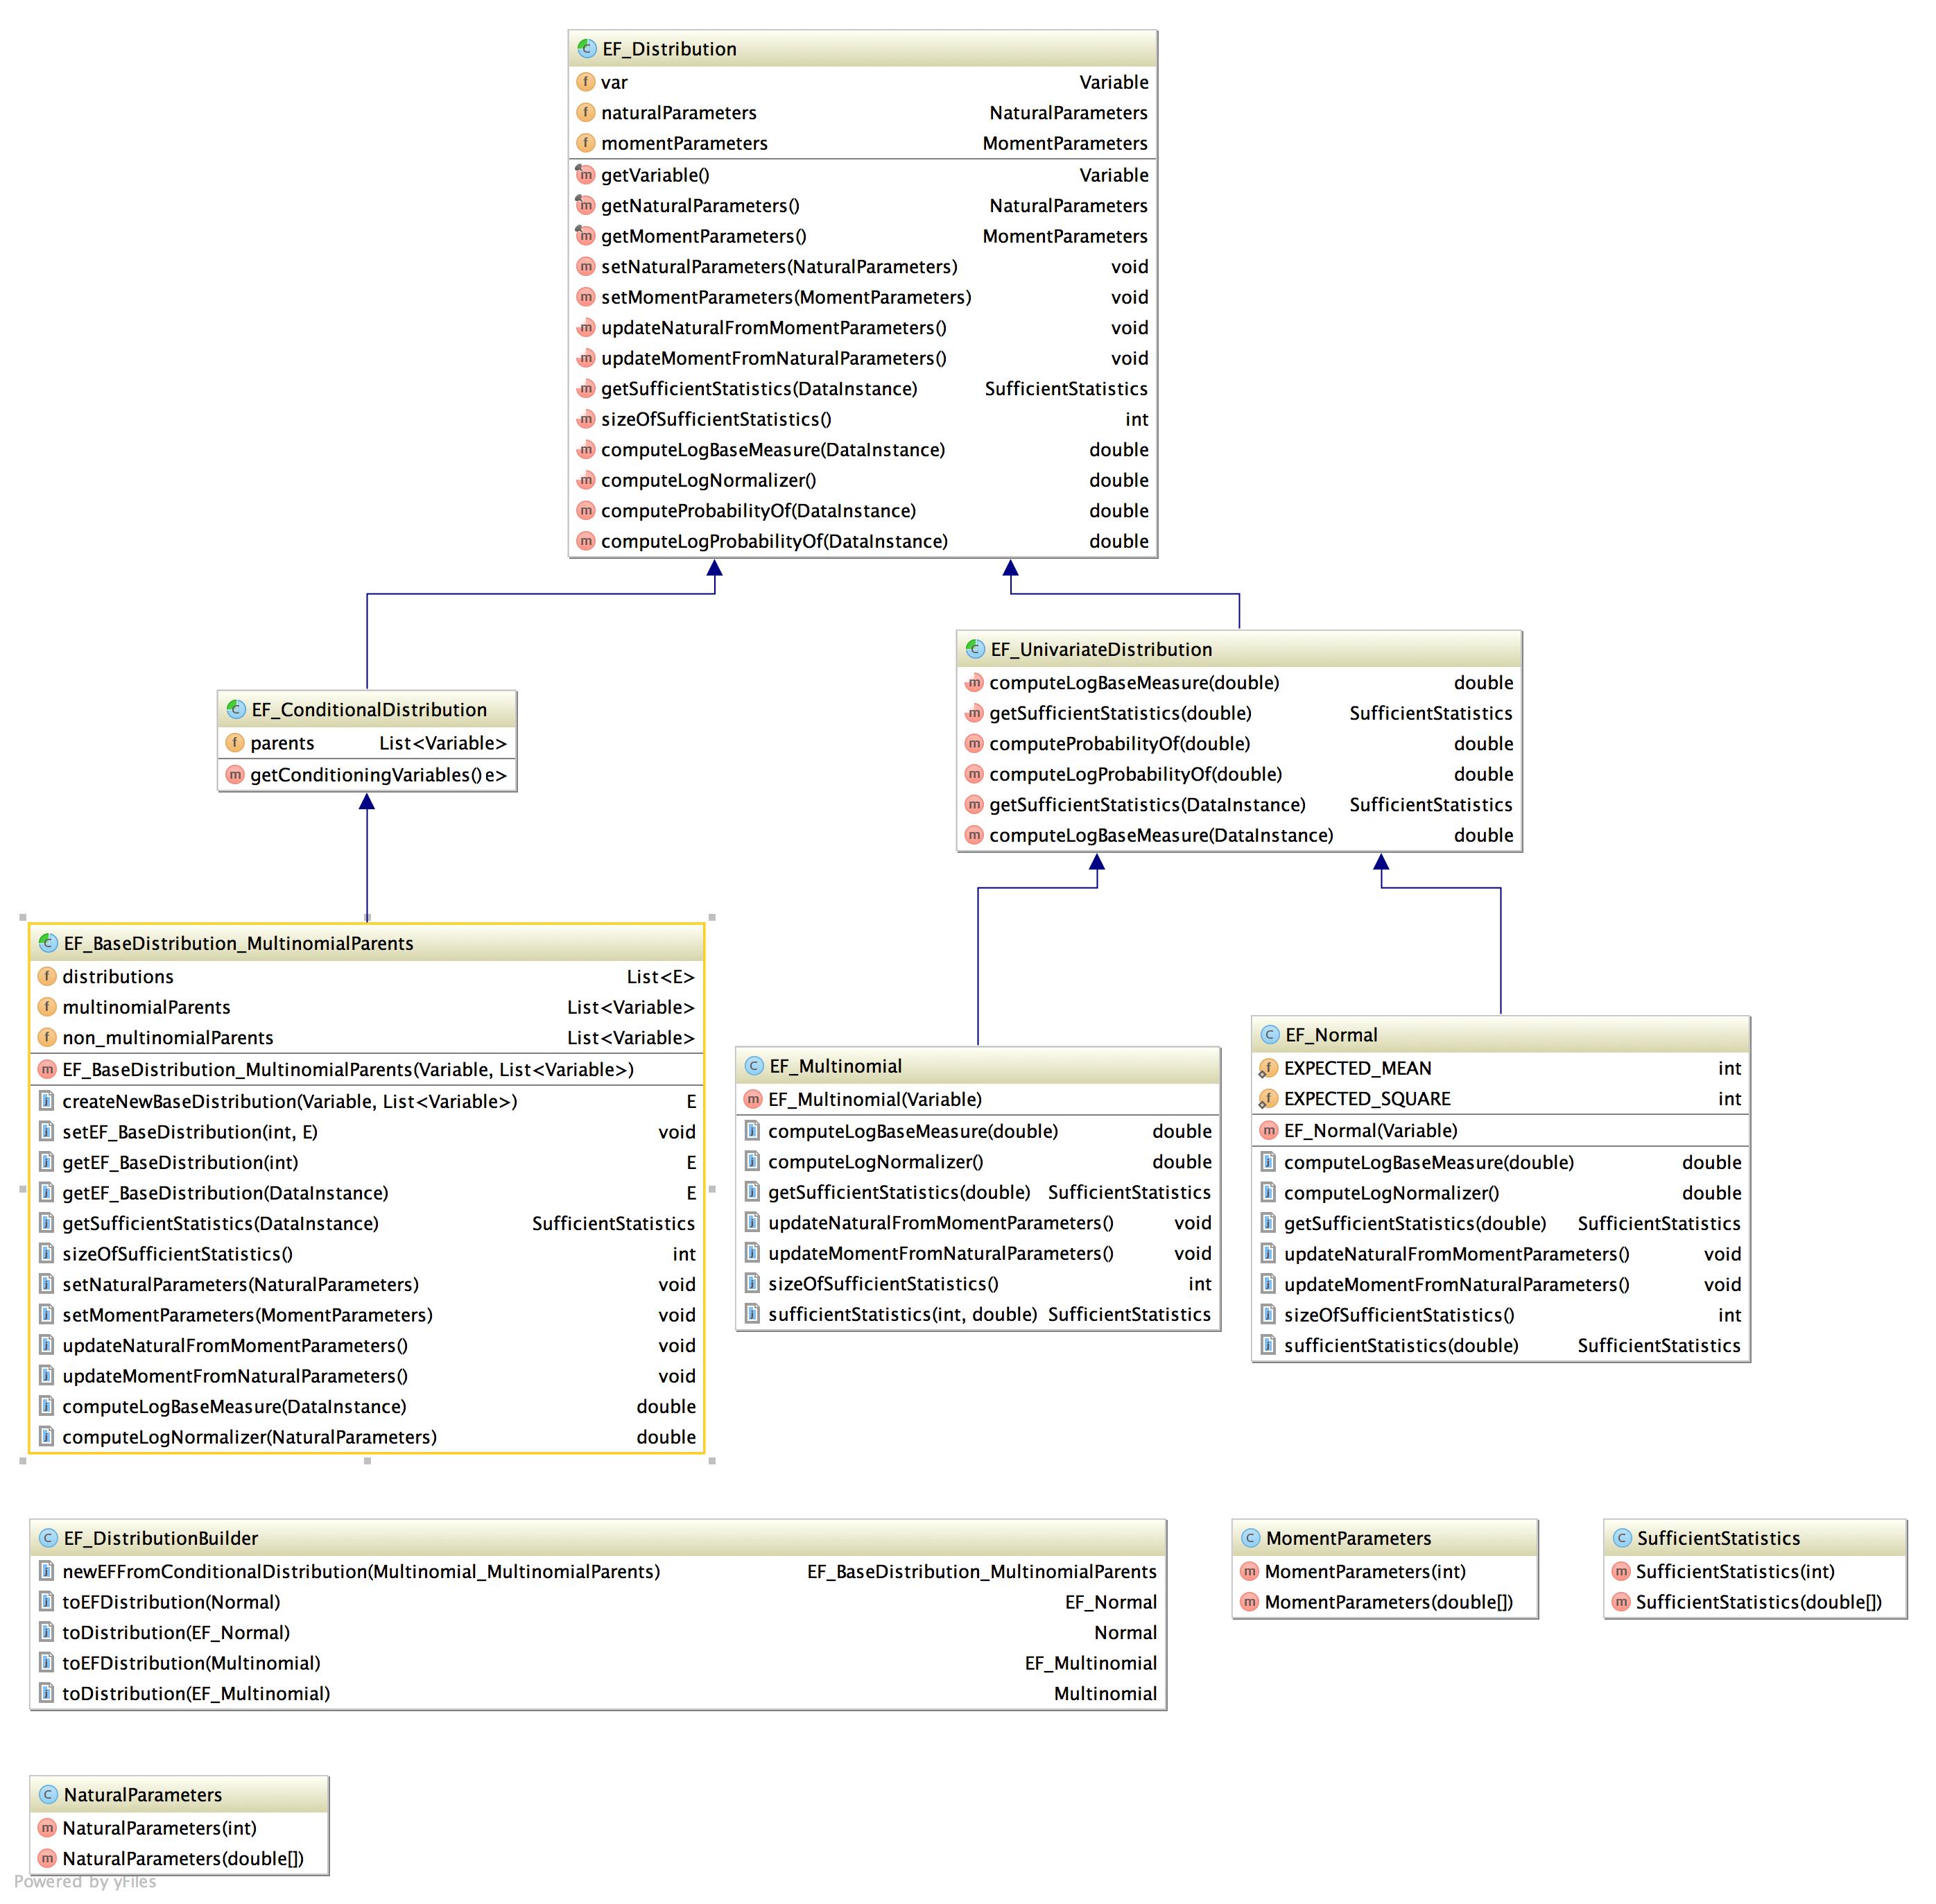 EF_Distribution
var Variable
naturalParameters NaturalParameters
momentParameters MomentParameters
getVariable() Variable
getNaturalParameters() NaturalParameters
getMomentParameters() MomentParameters
setNaturalParameters(NaturalParameters) void
setMomentParameters(MomentParameters) void
updateNaturalFromMomentParameters() void
updateMomentFromNaturalParameters() void
getSufficientStatistics(DataInstance) SufficientStatistics
sizeOfSufficientStatistics() int
computeLogBaseMeasure(DataInstance) double
computeLogNormalizer() double
computeProbabilityOf(DataInstance) double
computeLogProbabilityOf(DataInstance) double
EF_UnivariateDistribution
computeLogBaseMeasure(double) double
getSufficientStatistics(double) SufficientStatistics
computeProbabilityOf(double) double
computeLogProbabilityOf(double) double
getSufficientStatistics(DataInstance) SufficientStatistics
computeLogBaseMeasure(DataInstance) double
EF_ConditionalDistribution
parents List<Variable>
getConditioningVariables() e>
EF_BaseDistribution_MultinomialParents
distributions List<E>
multinomialParents List<Variable>
non_multinomialParents List<Variable>
EF_BaseDistribution_MultinomialParents(Variable, List<Variable>)
createNewBaseDistribution(Variable, List<Variable>) E
setEF_BaseDistribution(int, E) void
getEF_BaseDistribution(int) E
getEF_BaseDistribution(DataInstance) E
getSufficientStatistics(DataInstance) SufficientStatistics
sizeOfSufficientStatistics() int
setNaturalParameters(NaturalParameters) void
setMomentParameters(MomentParameters) void
updateNaturalFromMomentParameters() void
updateMomentFromNaturalParameters() void
computeLogBaseMeasure(DataInstance) double
computeLogNormalizer(NaturalParameters) double
EF_Multinomial
EF_Multinomial(Variable)
computeLogBaseMeasure(double) double
computeLogNormalizer() double
getSufficientStatistics(double) SufficientStatistics
updateNaturalFromMomentParameters() void
updateMomentFromNaturalParameters() void
sizeOfSufficientStatistics() int
sufficientStatistics(int, double) SufficientStatistics
EF_Normal
EXPECTED_MEAN int
EXPECTED_SQUARE int
EF_Normal(Variable)
computeLogBaseMeasure(double) double
computeLogNormalizer() double
getSufficientStatistics(double) SufficientStatistics
updateNaturalFromMomentParameters() void
updateMomentFromNaturalParameters() void
sizeOfSufficientStatistics() int
sufficientStatistics(double) SufficientStatistics
EF_DistributionBuilder
newEFFromConditionalDistribution(Multinomial_MultinomialParents) EF_BaseDistribution_MultinomialParents
toEFDistribution(Normal) EF_Normal
toDistribution(EF_Normal) Normal
toEFDistribution(Multinomial) EF_Multinomial
toDistribution(EF_Multinomial) Multinomial
MomentParameters
MomentParameters(int)
MomentParameters(double[])
SufficientStatistics
SufficientStatistics(int)
SufficientStatistics(double[])
NaturalParameters
NaturalParameters(int)
NaturalParameters(double[])
Powered by yFiles